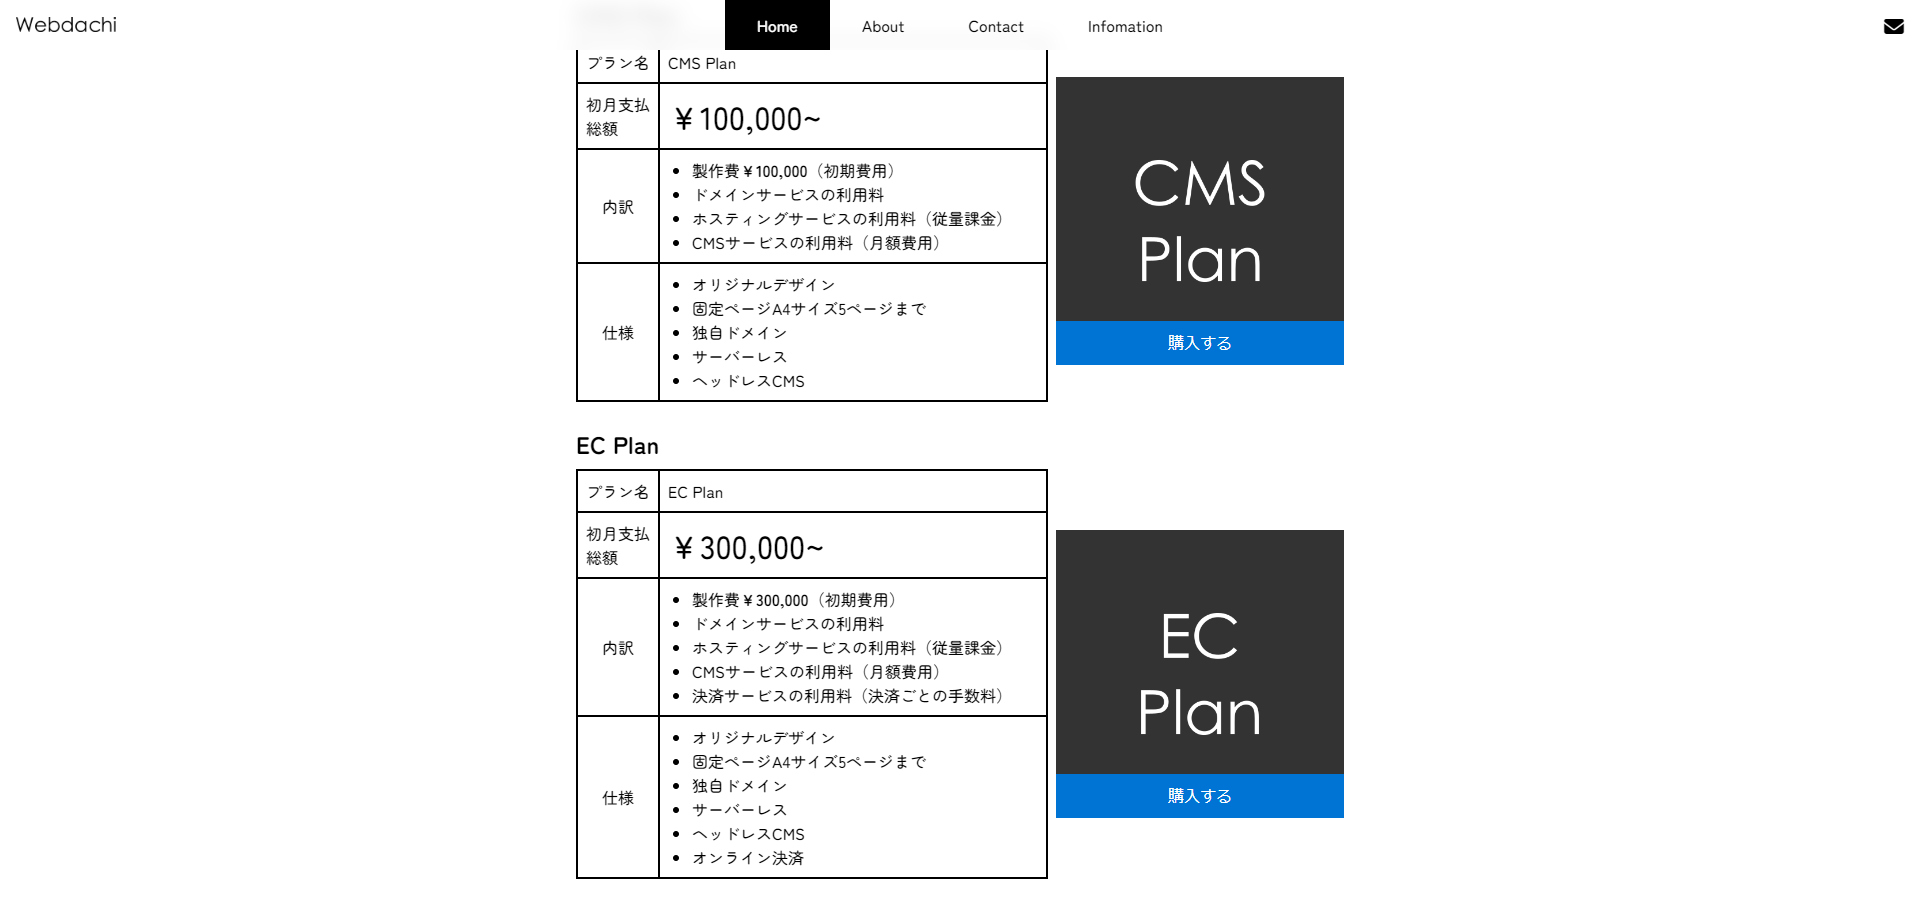 Webdachi
Home
About
Contact
Infomation
プラン名
CMS Plan
初月支払
総額
￥100,000~
内訳
製作費￥100,000（初期費用）
ドメインサービスの利用料
ホスティングサービスの利用料（従量課金）
CMSサービスの利用料（月額費用）
仕様
オリジナルデザイン
固定ページA4サイズ5ページまで
独自ドメイン
サーバーレス
ヘッドレスCMS
CMS
Plan
購入する
EC Plan
プラン名
EC Plan
初月支払
総額
￥300,000~
内訳
製作費￥300,000（初期費用）
ドメインサービスの利用料
ホスティングサービスの利用料（従量課金）
CMSサービスの利用料（月額費用）
決済サービスの利用料（決済ごとの手数料）
仕様
オリジナルデザイン
固定ページA4サイズ5ページまで
独自ドメイン
サーバーレス
ヘッドレスCMS
オンライン決済
EC
Plan
購入する